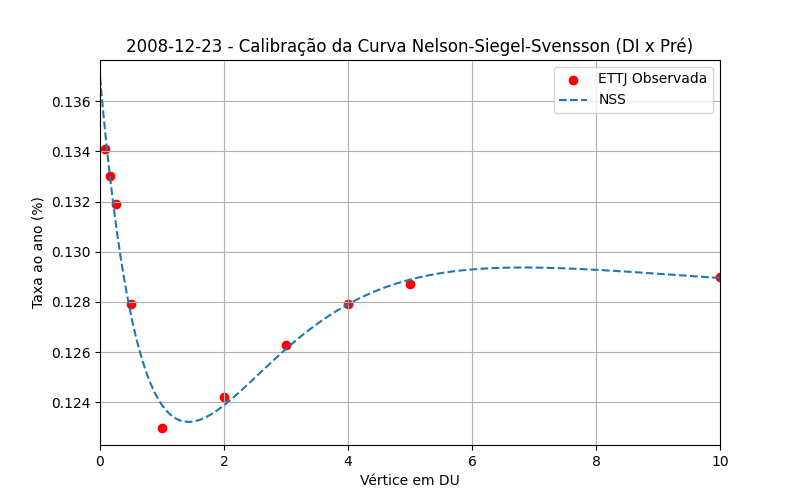 2008-12-23 - Calibração da Curva Nelson-Siegel-Svensson (DI x Pré)
ETTJ Observada
NSS
Taxa ao ano (%)
0.136
0.134
0.132
0.130
0.128
0.126
0.124
0 2 4 6 8 10
Vértice em DU